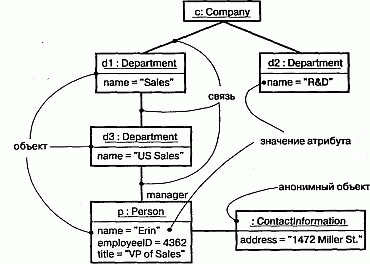 c: Company
d1: Department
name = "Sales"
d2: Department
name = "R&D"
связь
объект
d3: Department
name = "US Sales"
значение атрибута
анонимный объект
manager
p: Person
name = "Erin"
employeeID = 4362
title = "VP of Sales"
: ContactInformation
address = "1472 Miller St."